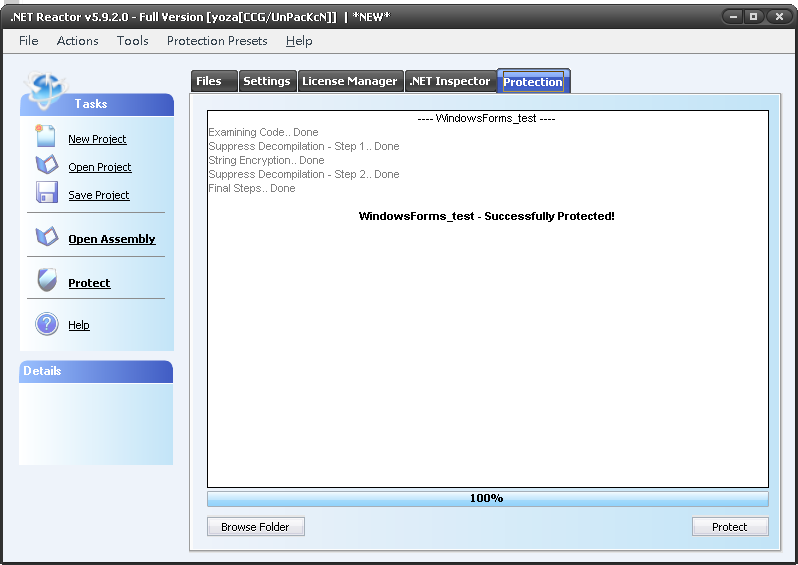 .NET Reactor v5.9.2.0 - Full Version [yoza[CCG/UnPacKcN]] | *NEW*
File Actions Tools Protection Presets Help
Files Settings License Manager .NET Inspector Protection
Tasks
New Project
Open Project
Save Project
Open Assembly
Protect
Help
Details
---- WindowsForms_test ----
Examining Code.. Done
Suppress Decompilation - Step 1.. Done
String Encryption.. Done
Suppress Decompilation - Step 2.. Done
Final Steps.. Done
WindowsForms_test - Successfully Protected!
100%
Browse Folder Protect